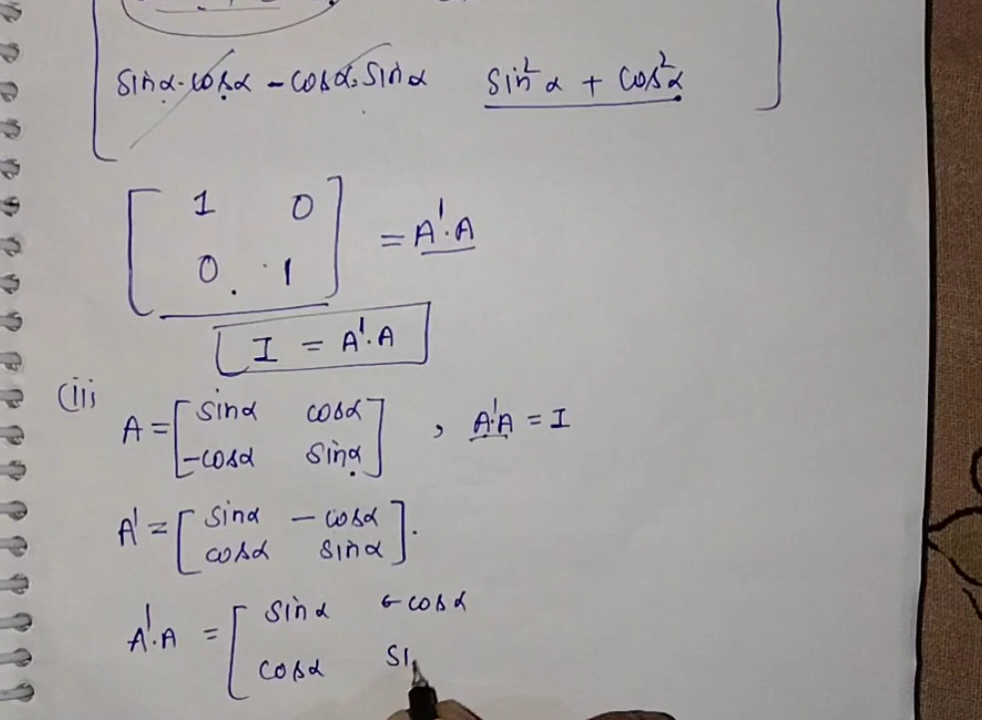 sinα·cosα - cosα·sinα sin²α + cos²α
[ 1 0
0 1 ] = A'·A
I = A'·A
(ii)
A = [ sinα cosα
-cosα sinα ] , A'A = I
A' = [ sinα - cosα
cosα sinα ].
A'·A = [ sinα - cosα
cosα si